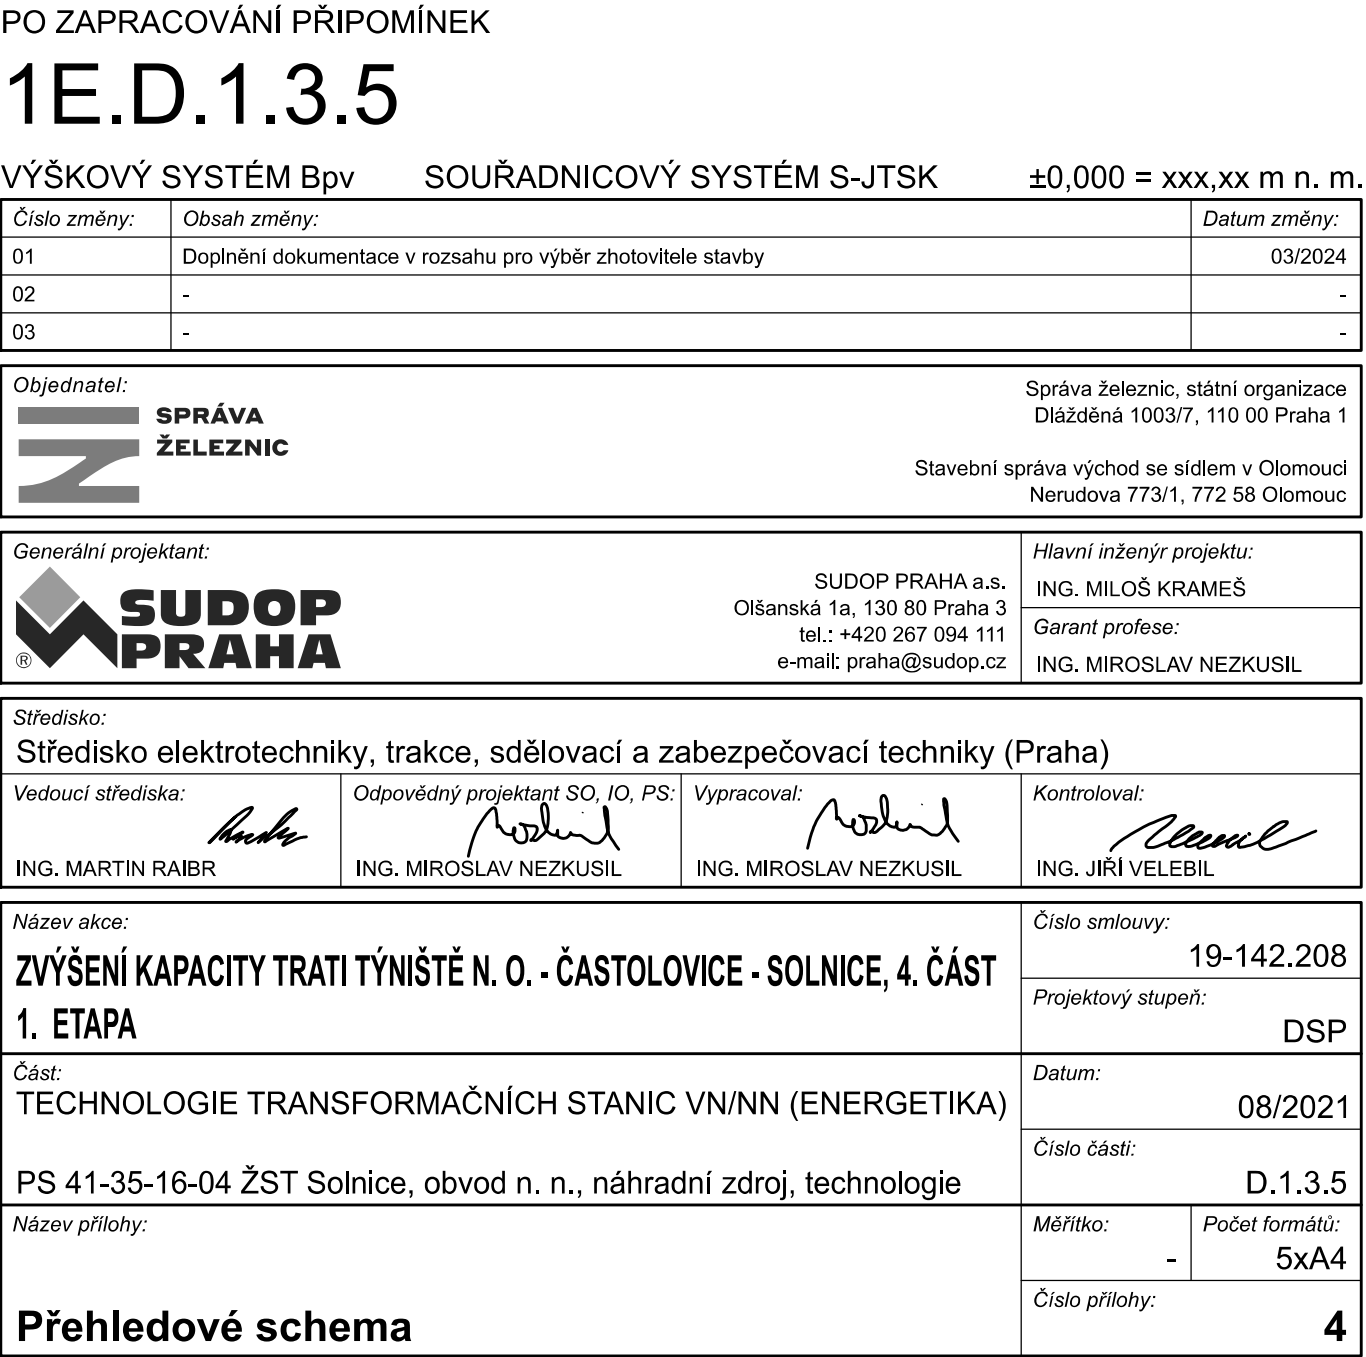 PO ZAPRACOVÁNÍ PŘIPOMÍNEK
1E.D.1.3.5
VÝŠKOVÝ SYSTÉM Bpv SOUŘADNICOVÝ SYSTÉM S-JTSK ±0,000 = xxx,xx m n. m.
Číslo změny: Obsah změny: Datum změny:
01 Doplnění dokumentace v rozsahu pro výběr zhotovitele stavby 03/2024
02 - -
03 - -
Objednatel:
SPRÁVA
ŽELEZNIC
Správa železnic, státní organizace
Dlážděná 1003/7, 110 00 Praha 1
Stavební správa východ se sídlem v Olomouci
Nerudova 773/1, 772 58 Olomouc
Generální projektant:
SUDOP
PRAHA
®
SUDOP PRAHA a.s.
Olšanská 1a, 130 80 Praha 3
tel.: +420 267 094 111
e-mail: praha@sudop.cz
Hlavní inženýr projektu:
ING. MILOŠ KRAMEŠ
Garant profese:
ING. MIROSLAV NEZKUSIL
Středisko:
Středisko elektrotechniky, trakce, sdělovací a zabezpečovací techniky (Praha)
Vedoucí střediska: Odpovědný projektant SO, IO, PS: Vypracoval: Kontroloval:
ING. MARTIN RAIBR ING. MIROSLAV NEZKUSIL ING. MIROSLAV NEZKUSIL ING. JIŘÍ VELEBIL
Název akce:
ZVÝŠENÍ KAPACITY TRATI TÝNIŠTĚ N. O. - ČASTOLOVICE - SOLNICE, 4. ČÁST
1. ETAPA
Číslo smlouvy:
19-142.208
Projektový stupeň:
DSP
Část:
TECHNOLOGIE TRANSFORMAČNÍCH STANIC VN/NN (ENERGETIKA)
PS 41-35-16-04 ŽST Solnice, obvod n. n., náhradní zdroj, technologie
Datum:
08/2021
Číslo části:
D.1.3.5
Název přílohy:
Přehledové schema
Měřítko: Počet formátů:
- 5xA4
Číslo přílohy:
4